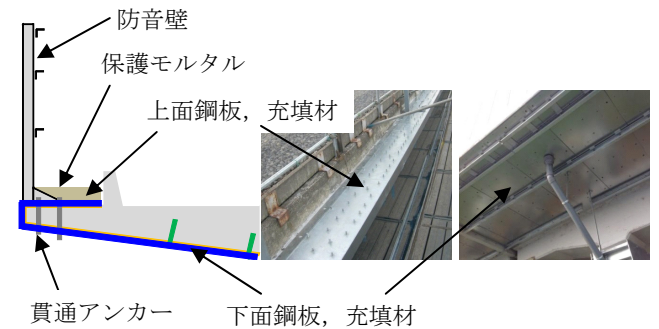 防音壁
保護モルタル
上面鋼板，充填材
貫通アンカー
下面鋼板，充填材